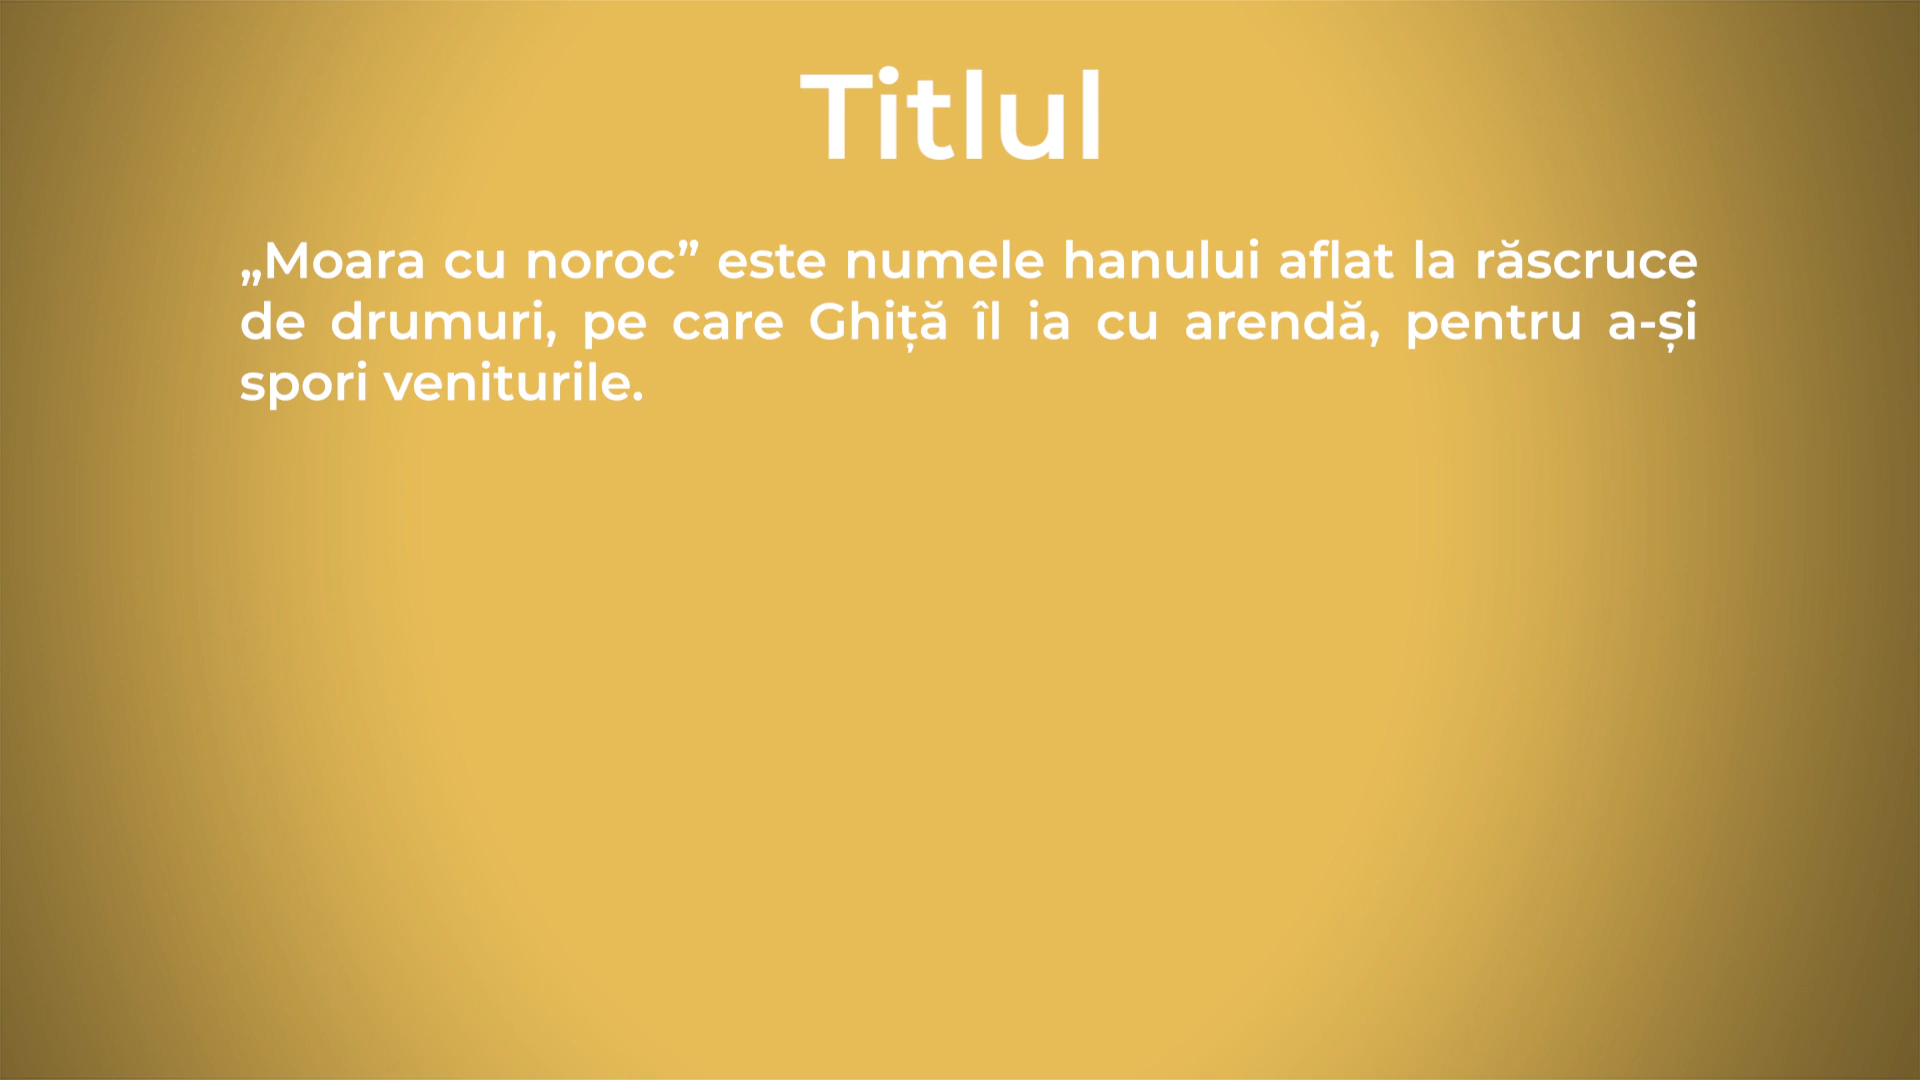 Titlul
„Moara cu noroc” este numele hanului aflat la răscruce
de drumuri, pe care Ghiță îl ia cu arendă, pentru a-și
spori veniturile.